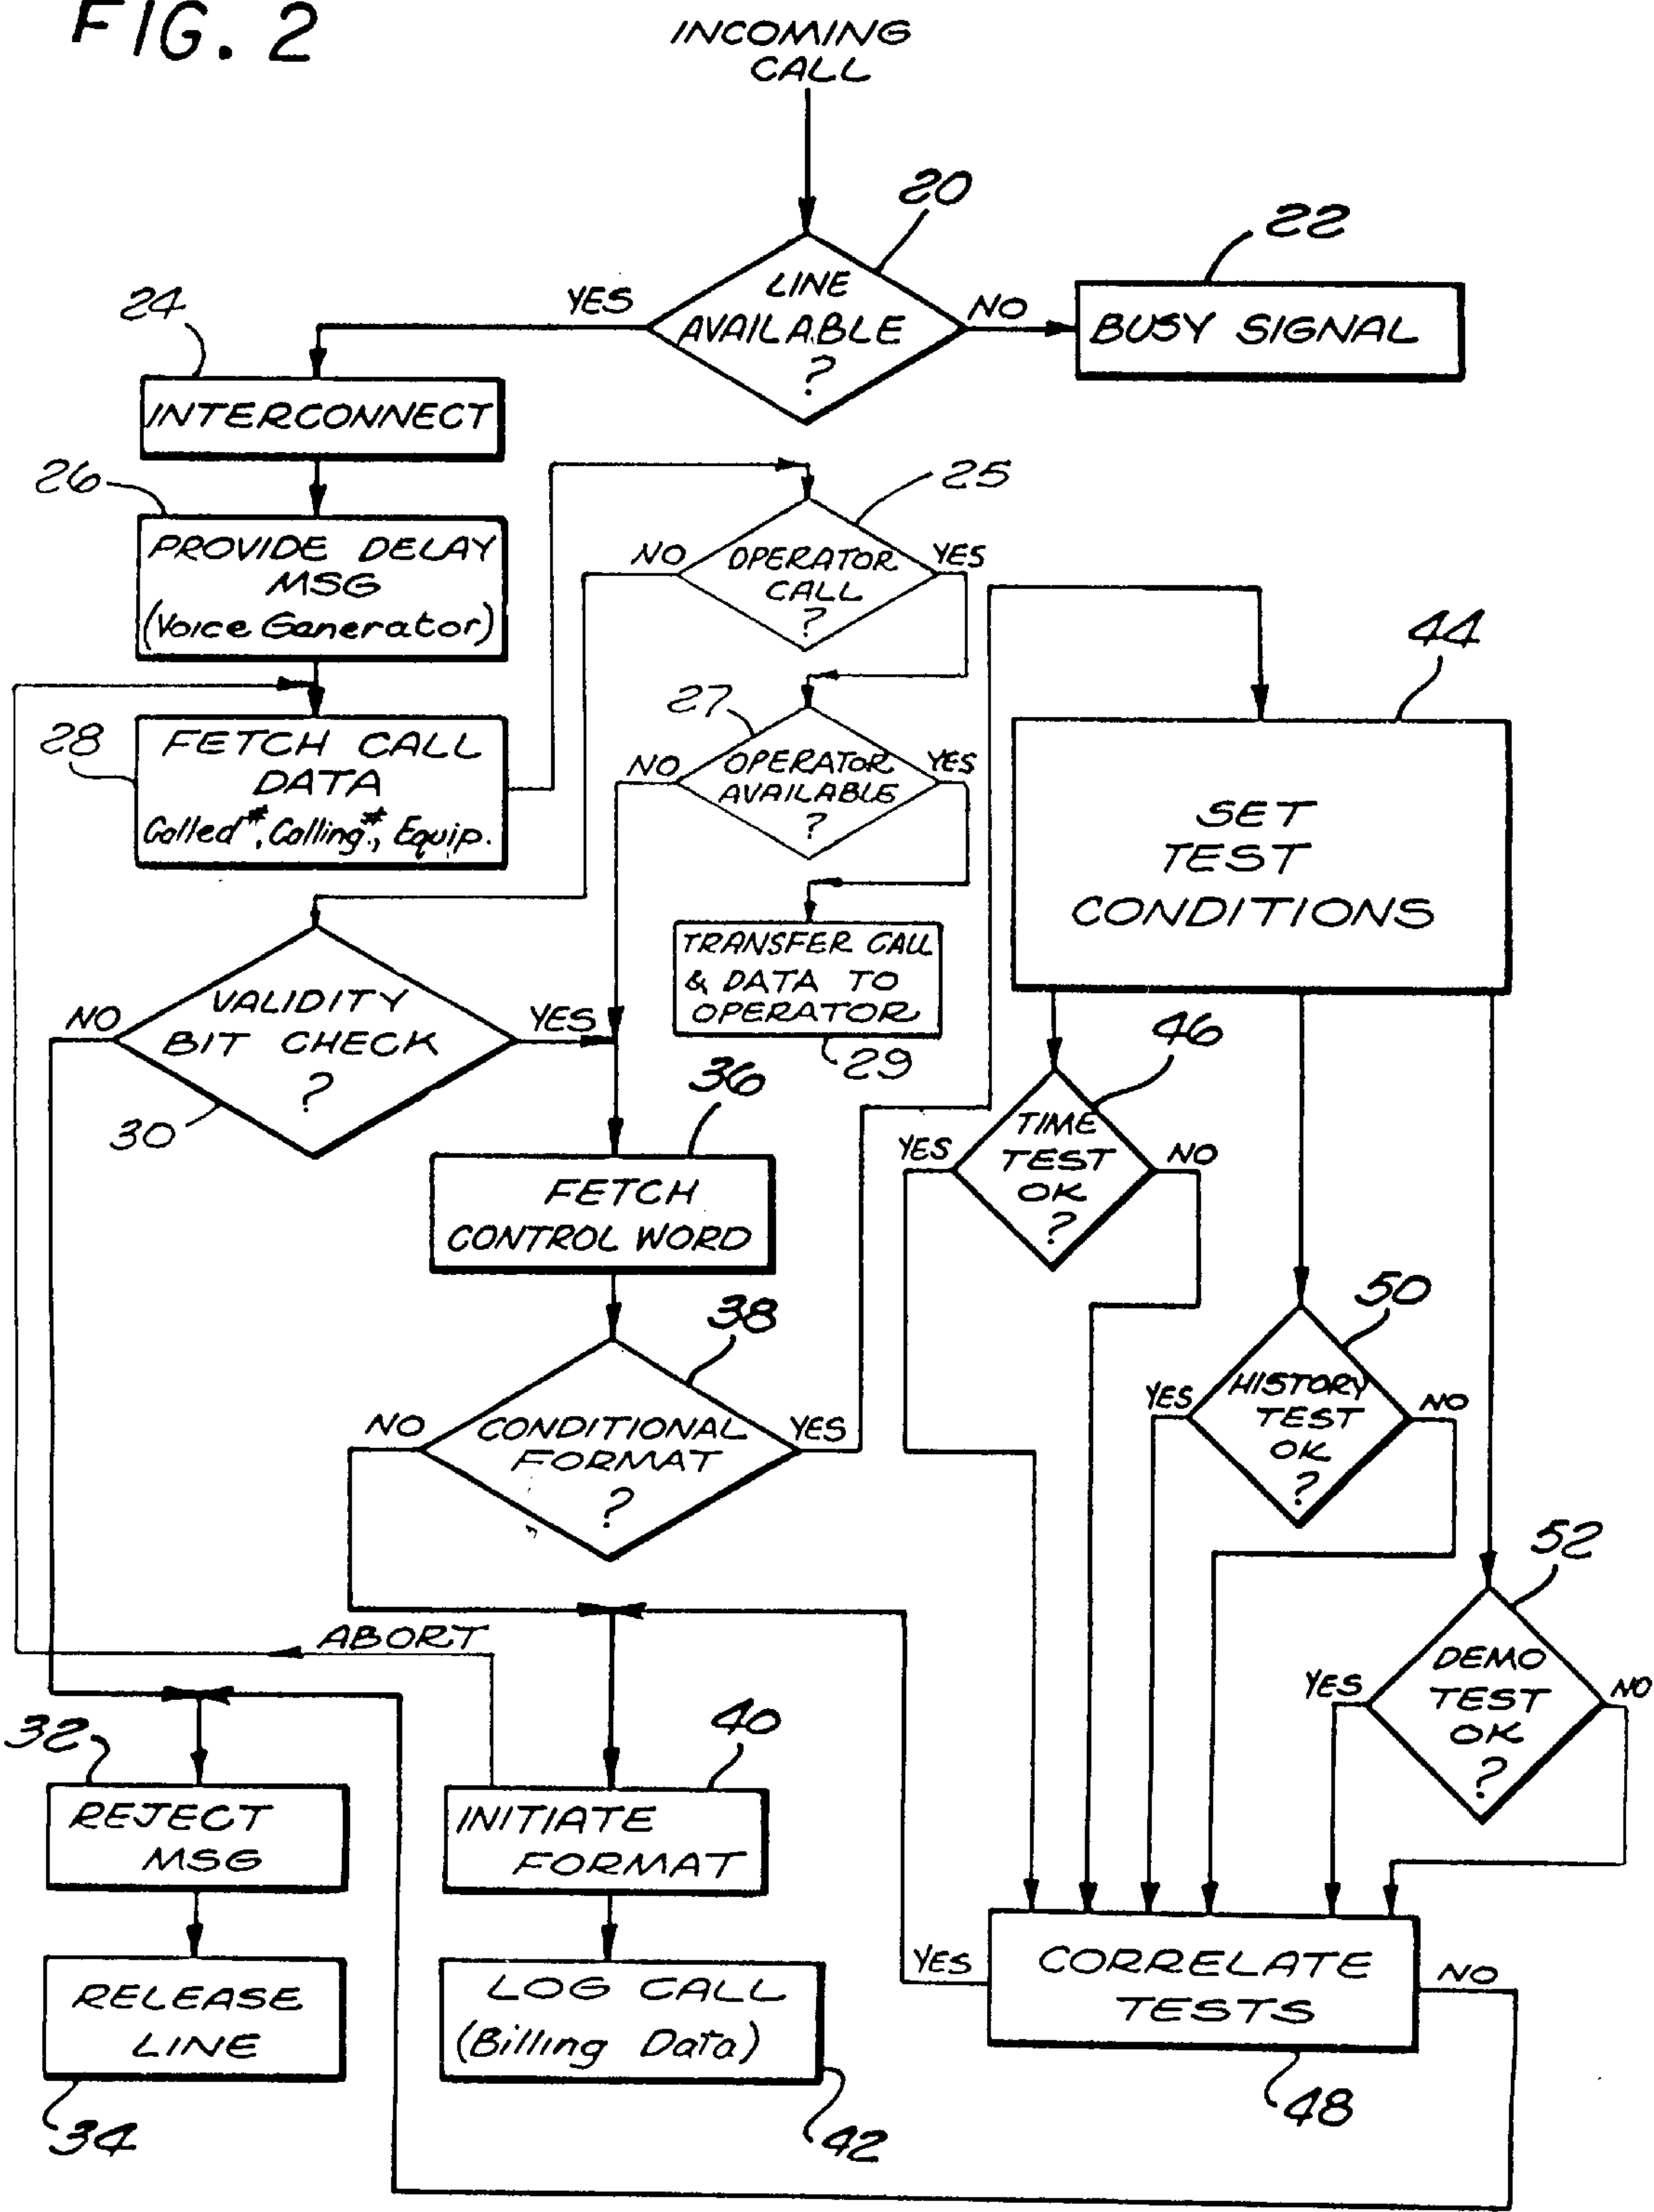 FIG. 2
INCOMING
CALL
20
LINE
AVAILABLE
?
YES
NO
22
BUSY SIGNAL
24
INTERCONNECT
26
PROVIDE DELAY
MSG
(Voice Generator)
25
OPERATOR
CALL
?
NO
YES
28
FETCH CALL
DATA
Called#, Calling#, Equip.
27
OPERATOR
AVAILABLE
?
NO
YES
TRANSFER CALL
& DATA TO
OPERATOR
29
44
SET
TEST
CONDITIONS
VALIDITY
BIT CHECK
?
NO
YES
30
36
FETCH
CONTROL WORD
38
CONDITIONAL
FORMAT
?
NO
YES
46
TIME
TEST
OK
?
YES
NO
50
HISTORY
TEST
OK
?
YES
NO
52
DEMO
TEST
OK
?
YES
NO
ABORT
32
REJECT
MSG
RELEASE
LINE
34
40
INITIATE
FORMAT
LOG CALL
(Billing Data)
42
YES
CORRELATE
TESTS
NO
48